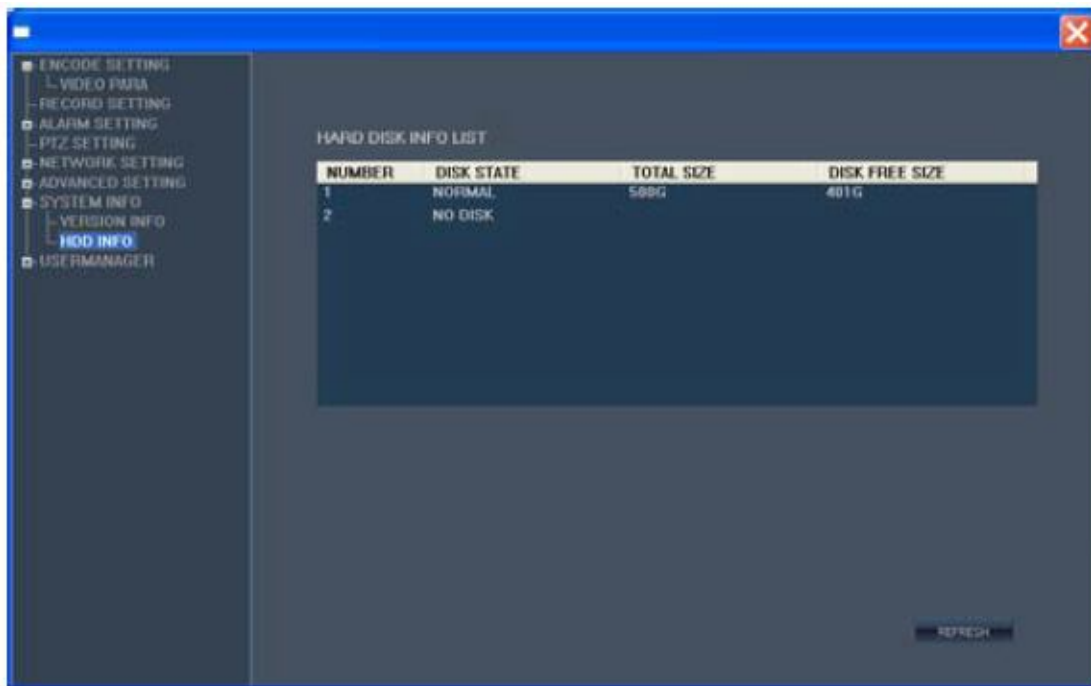 ENCODE SETTING
VIDEO PARA
RECORD SETTING
ALARM SETTING
PTZ SETTING
NETWORK SETTING
ADVANCED SETTING
SYSTEM INFO
VERSION INFO
HDD INFO
USERMANAGER
HARD DISK INFO LIST
NUMBER DISK STATE TOTAL SIZE DISK FREE SIZE
1 NORMAL
2 NO DISK
REFRESH